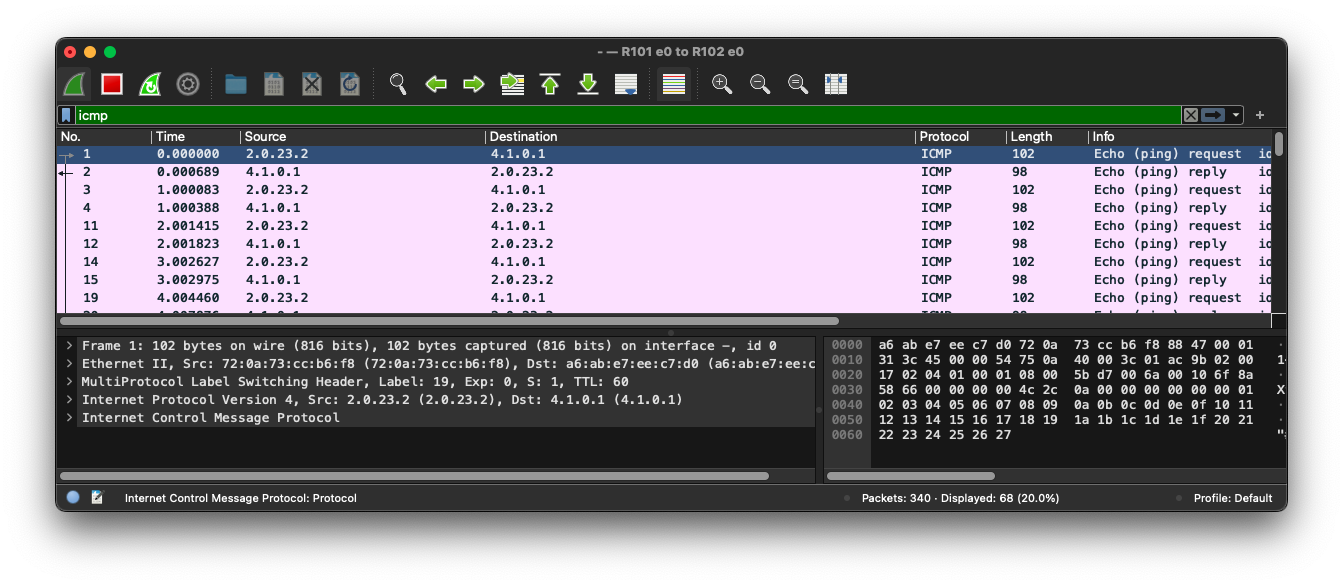 - — R101 e0 to R102 e0
icmp
No. Time Source Destination Protocol Length Info
1 0.000000 2.0.23.2 4.1.0.1 ICMP 102 Echo (ping) request id
2 0.000689 4.1.0.1 2.0.23.2 ICMP 98 Echo (ping) reply id
3 1.000083 2.0.23.2 4.1.0.1 ICMP 102 Echo (ping) request id
4 1.000388 4.1.0.1 2.0.23.2 ICMP 98 Echo (ping) reply id
11 2.001415 2.0.23.2 4.1.0.1 ICMP 102 Echo (ping) request id
12 2.001823 4.1.0.1 2.0.23.2 ICMP 98 Echo (ping) reply id
14 3.002627 2.0.23.2 4.1.0.1 ICMP 102 Echo (ping) request id
15 3.002975 4.1.0.1 2.0.23.2 ICMP 98 Echo (ping) reply id
19 4.004460 2.0.23.2 4.1.0.1 ICMP 102 Echo (ping) request id
Frame 1: 102 bytes on wire (816 bits), 102 bytes captured (816 bits) on interface -, id 0
Ethernet II, Src: 72:0a:73:cc:b6:f8 (72:0a:73:cc:b6:f8), Dst: a6:ab:e7:ee:c7:d0 (a6:ab:e7:ee:c
MultiProtocol Label Switching Header, Label: 19, Exp: 0, S: 1, TTL: 60
Internet Protocol Version 4, Src: 2.0.23.2 (2.0.23.2), Dst: 4.1.0.1 (4.1.0.1)
Internet Control Message Protocol
0000 a6 ab e7 ee c7 d0 72 0a 73 cc b6 f8 88 47 00 01
0010 31 3c 45 00 00 54 75 0a 40 00 3c 01 ac 9b 02 00 1
0020 17 02 04 01 00 01 08 00 5b d7 00 6a 00 10 6f 8a
0030 58 66 00 00 00 00 4c 2c 0a 00 00 00 00 00 00 01 X
0040 02 03 04 05 06 07 08 09 0a 0b 0c 0d 0e 0f 10 11
0050 12 13 14 15 16 17 18 19 1a 1b 1c 1d 1e 1f 20 21
0060 22 23 24 25 26 27 "
Internet Control Message Protocol: Protocol Packets: 340 · Displayed: 68 (20.0%) Profile: Default